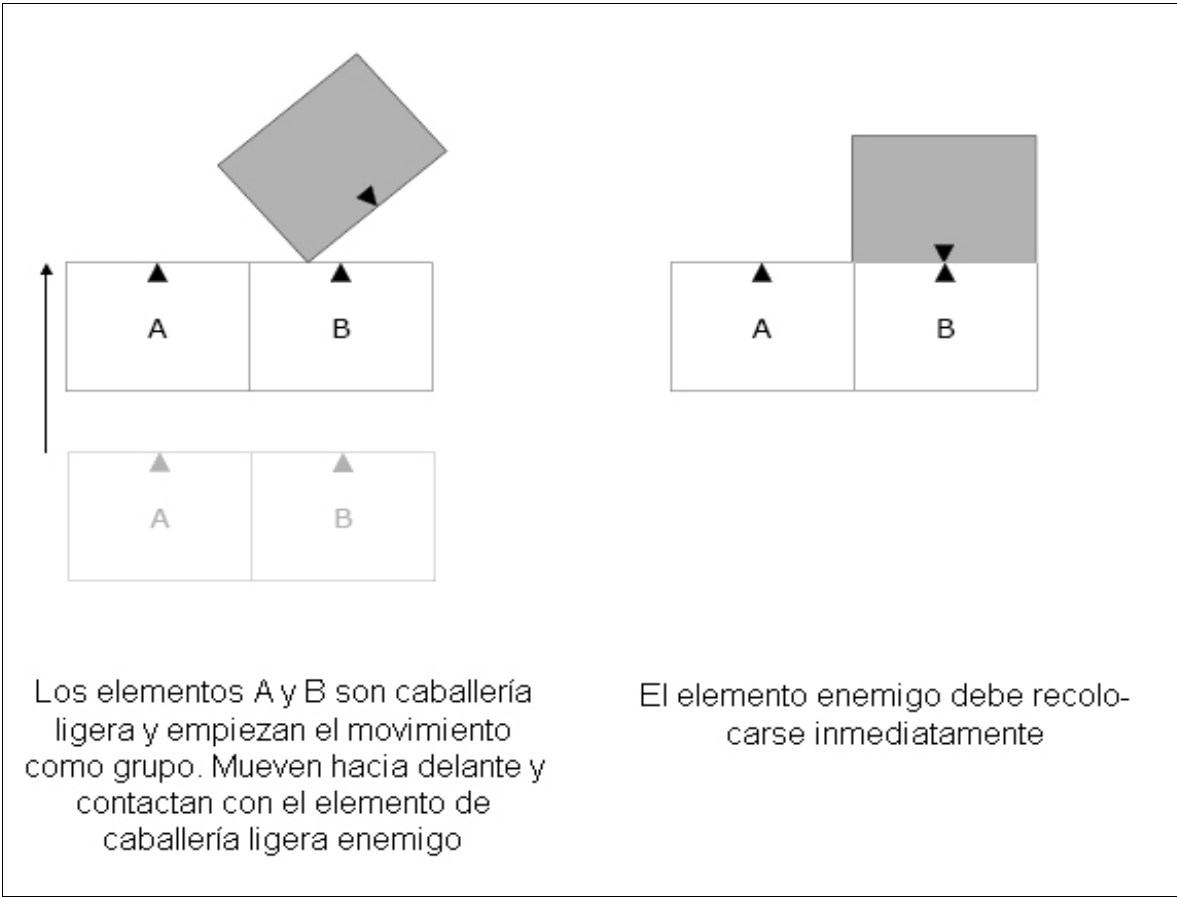 A B
A B
A B
Los elementos A y B son caballería
ligera y empiezan el movimiento
como grupo. Mueven hacia delante y
contactan con el elemento de
caballería ligera enemigo
El elemento enemigo debe recolo-
carse inmediatamente